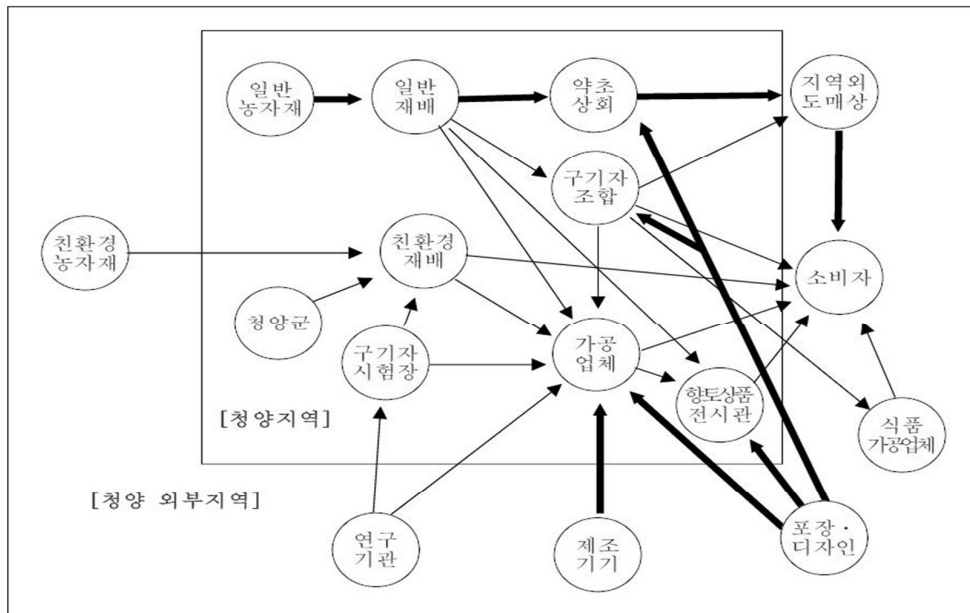 일반
농자재
일반
재배
약초
상회
지역외
도매상
구기자
조합
친환경
농자재
친환경
재배
소비자
청양군
구기자
시험장
가공
업체
향토상품
전시관
식품
가공업체
[청양지역]
[청양 외부지역]
연구
기관
제조
기기
포장·
디자인